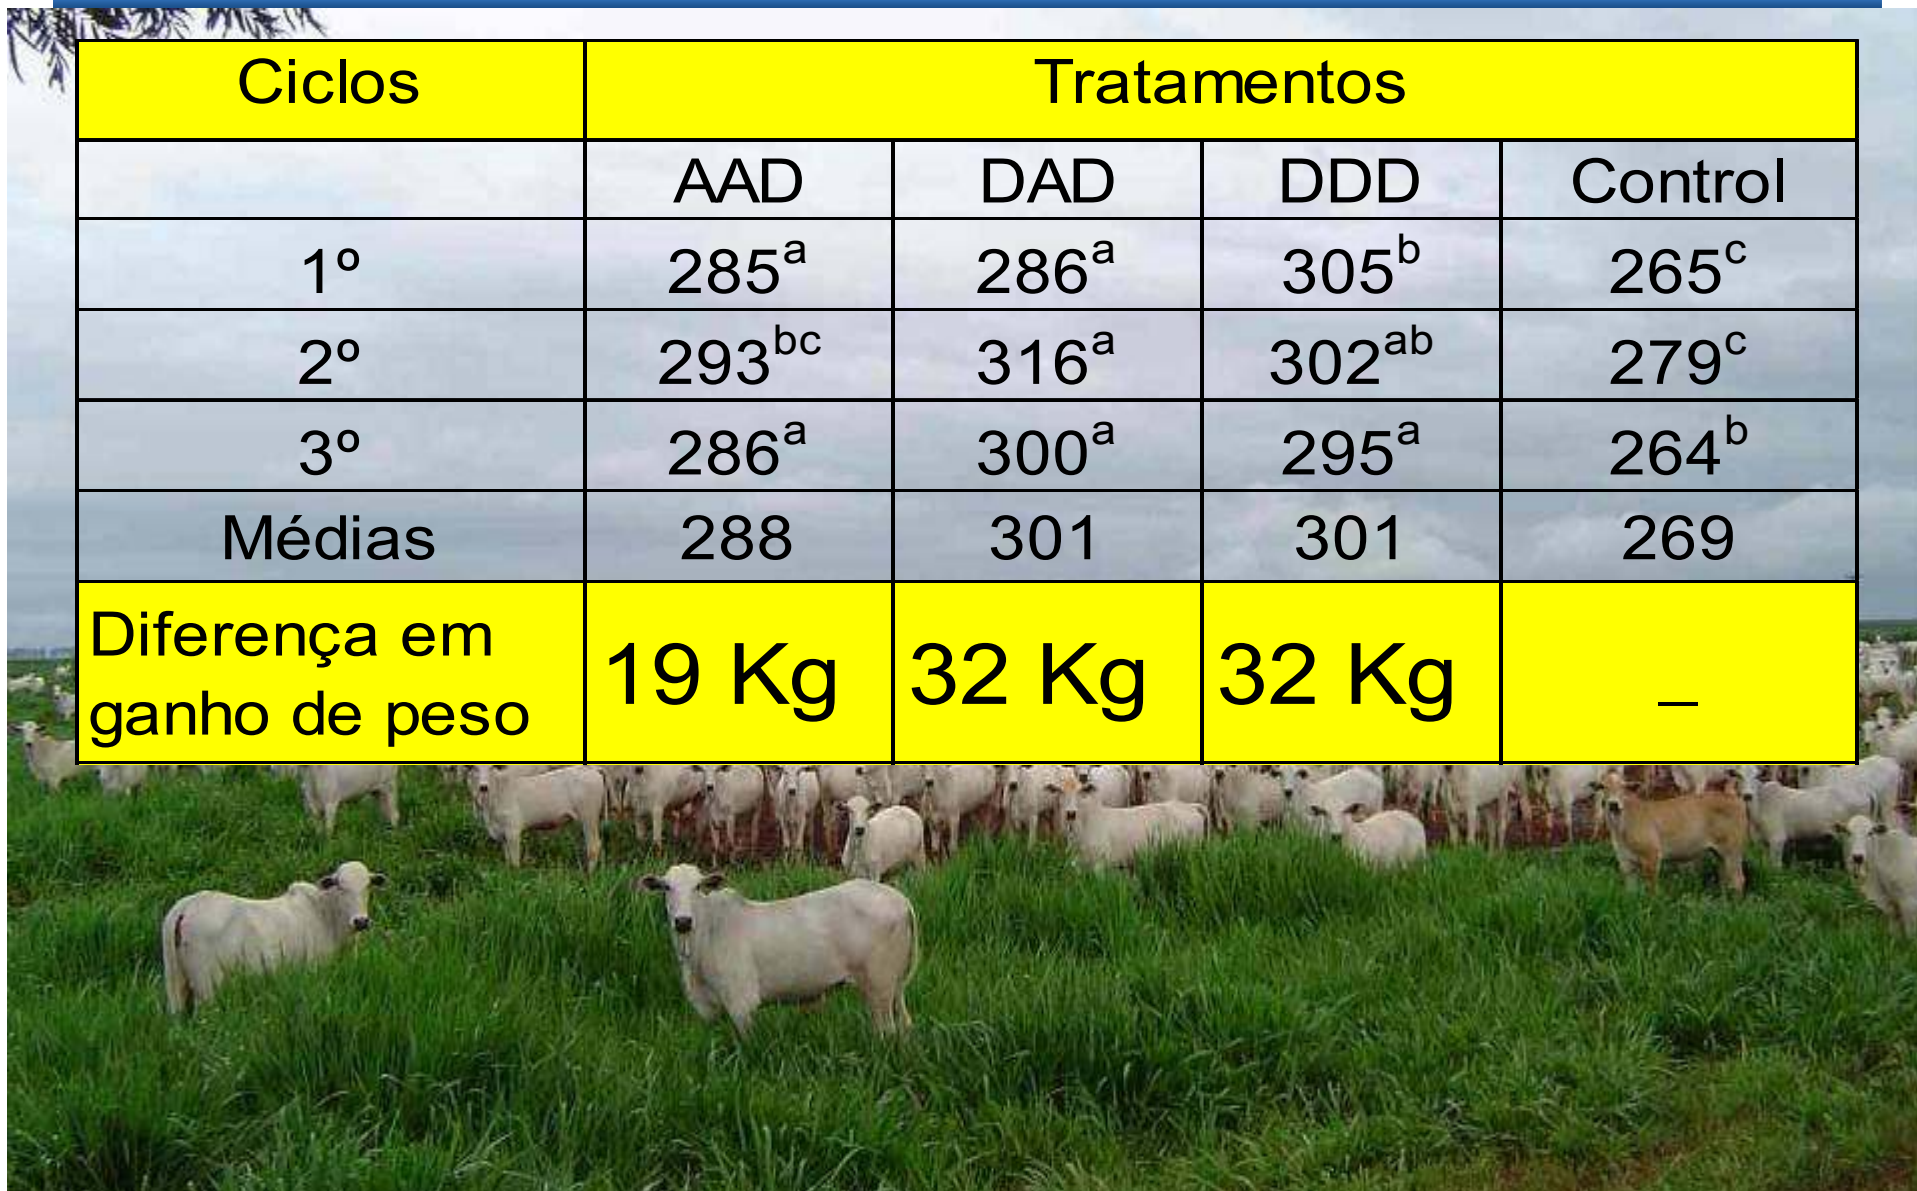 Ciclos Tratamentos
AAD DAD DDD Control
1º 285ᵃ 286ᵃ 305ᵇ 265ᶜ
2º 293ᵇᶜ 316ᵃ 302ᵃᵇ 279ᶜ
3º 286ᵃ 300ᵃ 295ᵃ 264ᵇ
Médias 288 301 301 269
Diferença em
ganho de peso 19 Kg 32 Kg 32 Kg _